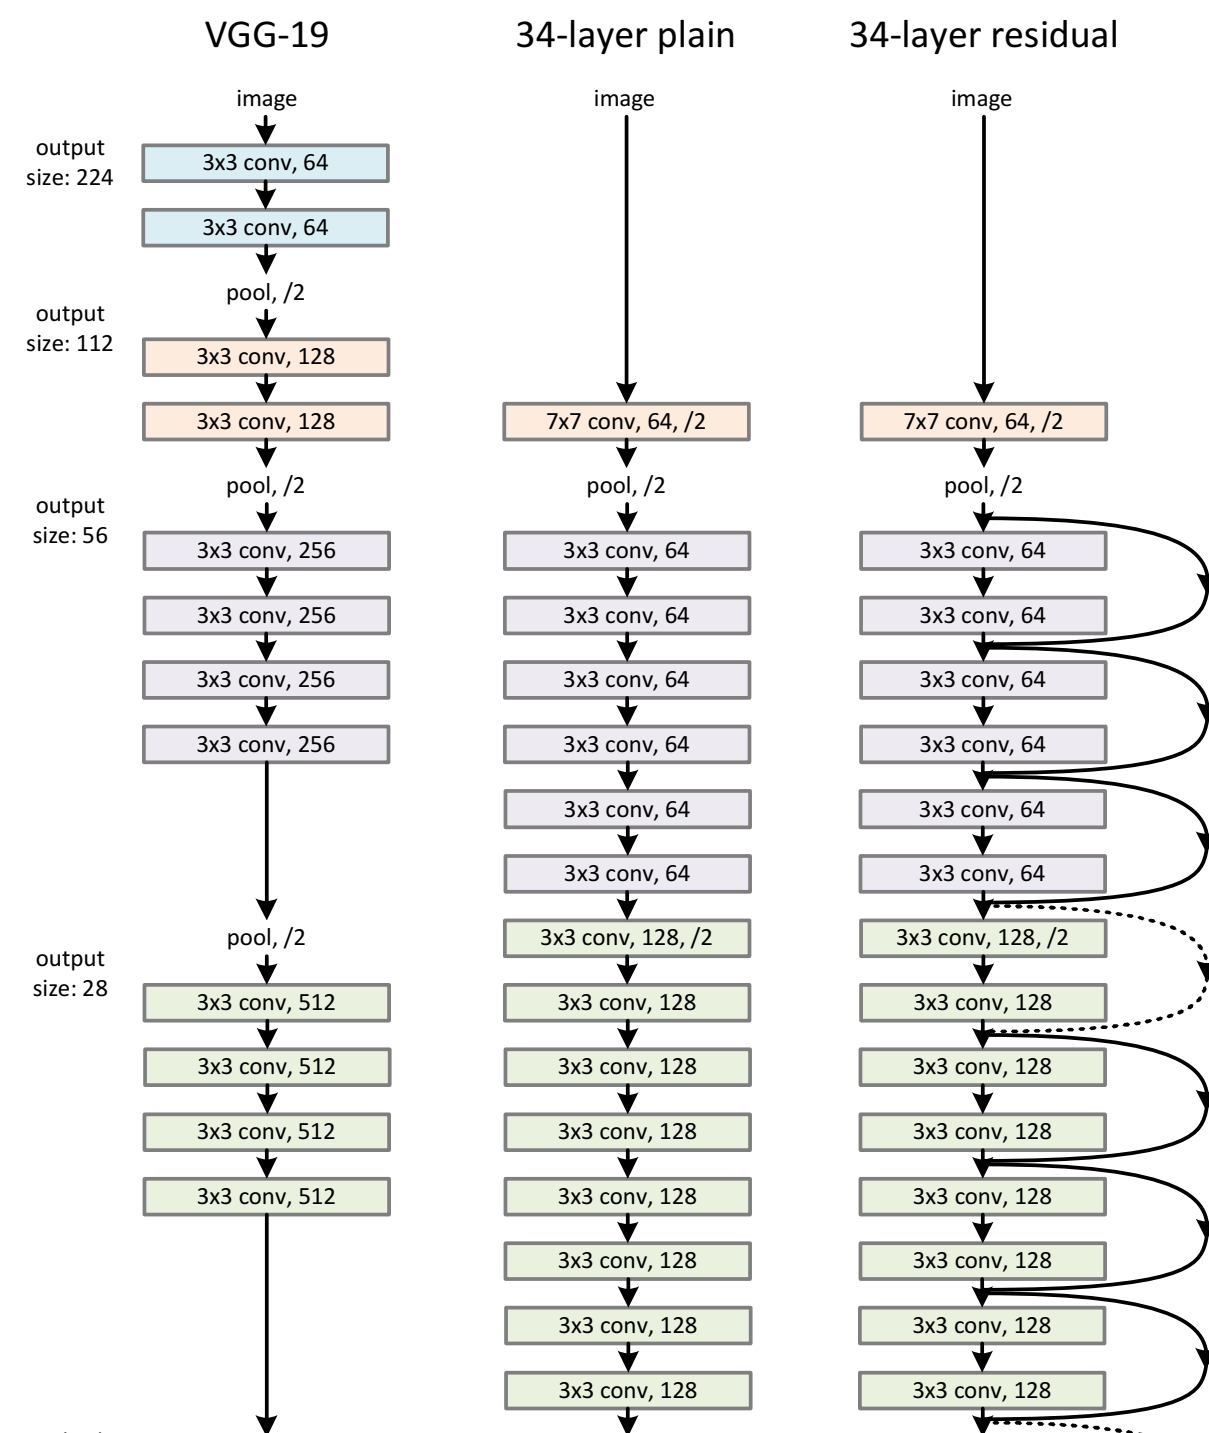 VGG-19
34-layer plain
34-layer residual
image
image
image
output
size: 224
3x3 conv, 64
3x3 conv, 64
pool, /2
output
size: 112
3x3 conv, 128
3x3 conv, 128
7x7 conv, 64, /2
7x7 conv, 64, /2
pool, /2
pool, /2
pool, /2
output
size: 56
3x3 conv, 256
3x3 conv, 64
3x3 conv, 64
3x3 conv, 256
3x3 conv, 64
3x3 conv, 64
3x3 conv, 256
3x3 conv, 64
3x3 conv, 64
3x3 conv, 256
3x3 conv, 64
3x3 conv, 64
3x3 conv, 64
3x3 conv, 64
3x3 conv, 64
3x3 conv, 64
pool, /2
3x3 conv, 128, /2
3x3 conv, 128, /2
output
size: 28
3x3 conv, 512
3x3 conv, 128
3x3 conv, 128
3x3 conv, 512
3x3 conv, 128
3x3 conv, 128
3x3 conv, 512
3x3 conv, 128
3x3 conv, 128
3x3 conv, 512
3x3 conv, 128
3x3 conv, 128
3x3 conv, 128
3x3 conv, 128
3x3 conv, 128
3x3 conv, 128
3x3 conv, 128
3x3 conv, 128